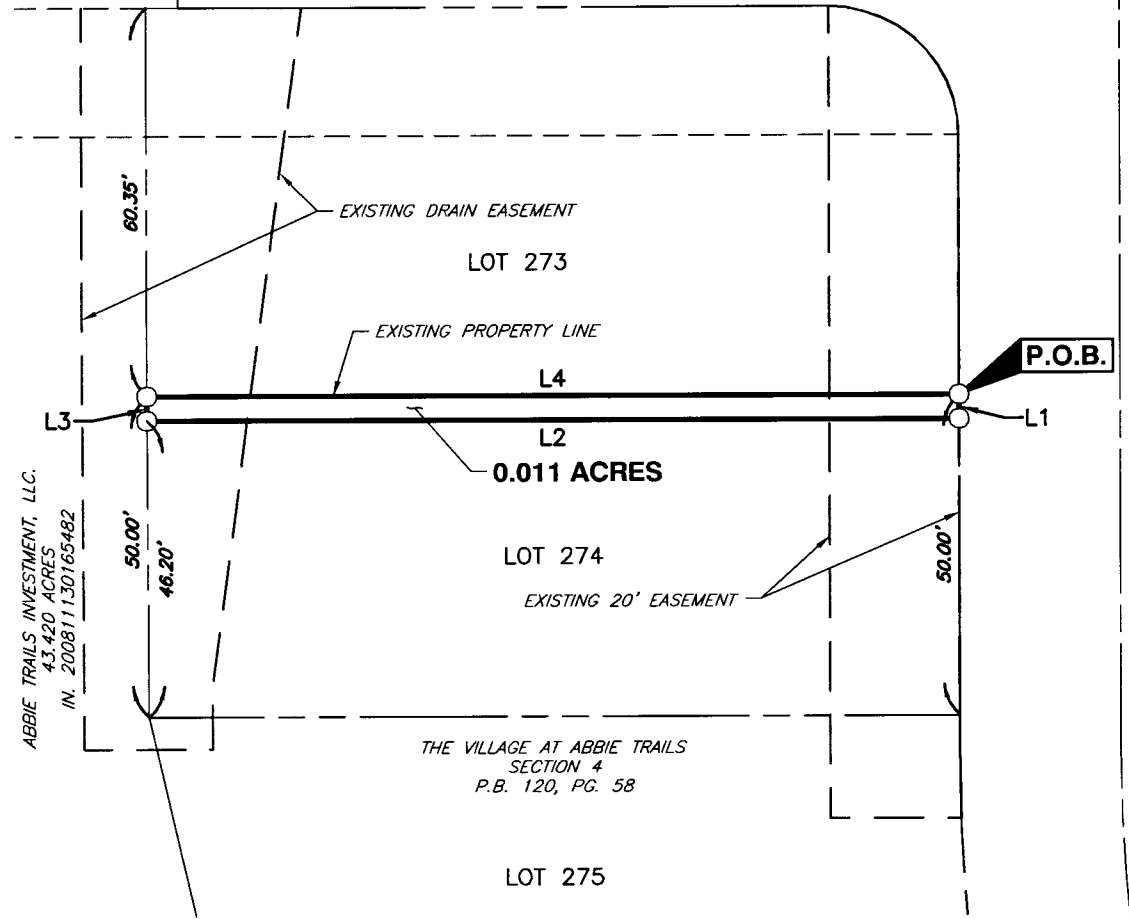 60.35'
EXISTING DRAIN EASEMENT
LOT 273
EXISTING PROPERTY LINE
P.O.B.
L4
L3
L1
L2
0.011 ACRES
ABBIE TRAILS INVESTMENT, LLC.
43.420 ACRES
IN. 200811130165482
50.00'
46.20'
LOT 274
50.00'
EXISTING 20' EASEMENT
THE VILLAGE AT ABBIE TRAILS
SECTION 4
P.B. 120, PG. 58
LOT 275